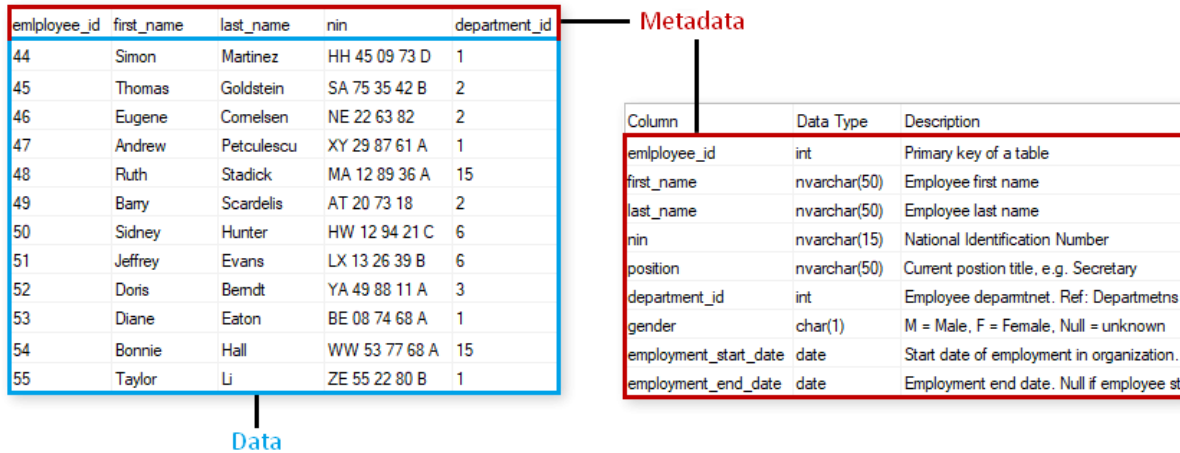 emlployee_id first_name last_name nin department_id
44 Simon Martinez HH 45 09 73 D 1
45 Thomas Goldstein SA 75 35 42 B 2
46 Eugene Cornelsen NE 22 63 82 2
47 Andrew Petculescu XY 29 87 61 A 1
48 Ruth Stadick MA 12 89 36 A 15
49 Barry Scardelis AT 20 73 18 2
50 Sidney Hunter HW 12 94 21 C 6
51 Jeffrey Evans LX 13 26 39 B 6
52 Doris Berndt YA 49 88 11 A 3
53 Diane Eaton BE 08 74 68 A 1
54 Bonnie Hall WW 53 77 68 A 15
55 Taylor Li ZE 55 22 80 B 1
Data
Metadata
Column Data Type Description
emlployee_id int Primary key of a table
first_name nvarchar(50) Employee first name
last_name nvarchar(50) Employee last name
nin nvarchar(15) National Identification Number
position nvarchar(50) Current postion title, e.g. Secretary
department_id int Employee deparmtnet. Ref: Departmetns
gender char(1) M = Male, F = Female, Null = unknown
employment_start_date date Start date of employment in organization.
employment_end_date date Employment end date. Null if employee st